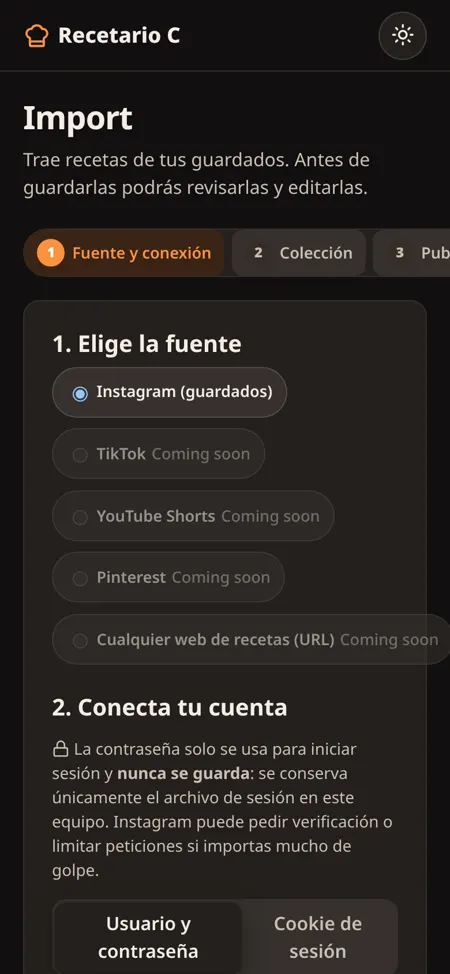 Recetario C
Import
Trae recetas de tus guardados. Antes de
guardarlas podrás revisarlas y editarlas.
1 Fuente y conexión 2 Colección 3 Pub
1. Elige la fuente
Instagram (guardados)
TikTok Coming soon
YouTube Shorts Coming soon
Pinterest Coming soon
Cualquier web de recetas (URL) Coming soon
2. Conecta tu cuenta
La contraseña solo se usa para iniciar
sesión y nunca se guarda: se conserva
únicamente el archivo de sesión en este
equipo. Instagram puede pedir verificación o
limitar peticiones si importas mucho de
golpe.
Usuario y
contraseña
Cookie de
sesión